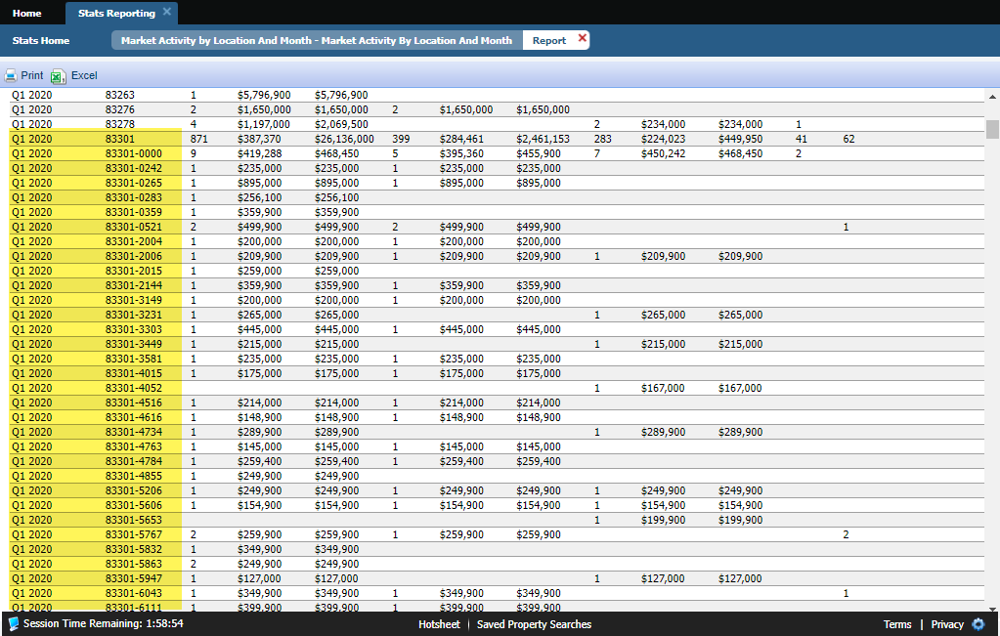 Home Stats Reporting
Stats Home Market Activity by Location And Month - Market Activity By Location And Month Report
Print Excel
Q1 2020 83263 1 $5,796,900 $5,796,900
Q1 2020 83276 2 $1,650,000 $1,650,000 2 $1,650,000 $1,650,000
Q1 2020 83278 4 $1,197,000 $2,069,500 2 $234,000 $234,000 1
Q1 2020 83301 871 $387,370 $26,136,000 399 $284,461 $2,461,153 283 $224,023 $449,950 41 62
Q1 2020 83301-0000 9 $419,288 $468,450 5 $395,360 $455,900 7 $450,242 $468,450 2
Q1 2020 83301-0242 1 $235,000 $235,000 1 $235,000 $235,000
Q1 2020 83301-0265 1 $895,000 $895,000 1 $895,000 $895,000
Q1 2020 83301-0283 1 $256,100 $256,100
Q1 2020 83301-0359 1 $359,900 $359,900
Q1 2020 83301-0521 2 $499,900 $499,900 2 $499,900 $499,900 1
Q1 2020 83301-2004 1 $200,000 $200,000 1 $200,000 $200,000
Q1 2020 83301-2006 1 $209,900 $209,900 1 $209,900 $209,900 1 $209,900 $209,900
Q1 2020 83301-2015 1 $259,000 $259,000
Q1 2020 83301-2144 1 $359,900 $359,900 1 $359,900 $359,900
Q1 2020 83301-3149 1 $200,000 $200,000 1 $200,000 $200,000
Q1 2020 83301-3231 1 $265,000 $265,000 1 $265,000 $265,000
Q1 2020 83301-3303 1 $445,000 $445,000 1 $445,000 $445,000
Q1 2020 83301-3449 1 $215,000 $215,000 1 $215,000 $215,000
Q1 2020 83301-3581 1 $235,000 $235,000 1 $235,000 $235,000
Q1 2020 83301-4015 1 $175,000 $175,000 1 $175,000 $175,000
Q1 2020 83301-4052 1 $167,000 $167,000
Q1 2020 83301-4516 1 $214,000 $214,000 1 $214,000 $214,000
Q1 2020 83301-4616 1 $148,900 $148,900 1 $148,900 $148,900
Q1 2020 83301-4734 1 $289,900 $289,900 1 $289,900 $289,900
Q1 2020 83301-4763 1 $145,000 $145,000 1 $145,000 $145,000
Q1 2020 83301-4784 1 $259,400 $259,400 1 $259,400 $259,400
Q1 2020 83301-4855 1 $249,900 $249,900
Q1 2020 83301-5206 1 $249,900 $249,900 1 $249,900 $249,900 1 $249,900 $249,900
Q1 2020 83301-5606 1 $154,900 $154,900 1 $154,900 $154,900 1 $154,900 $154,900
Q1 2020 83301-5653 1 $199,900 $199,900
Q1 2020 83301-5767 2 $259,900 $259,900 1 $259,900 $259,900 2
Q1 2020 83301-5832 1 $349,900 $349,900
Q1 2020 83301-5863 2 $249,900 $249,900
Q1 2020 83301-5947 1 $127,000 $127,000 1 $127,000 $127,000
Q1 2020 83301-6043 1 $349,900 $349,900 1 $349,900 $349,900 1
Q1 2020 83301-6111 1 $399,900 $399,900 1 $399,900 $399,900
Session Time Remaining: 1:58:54 Hotsheet | Saved Property Searches Terms | Privacy